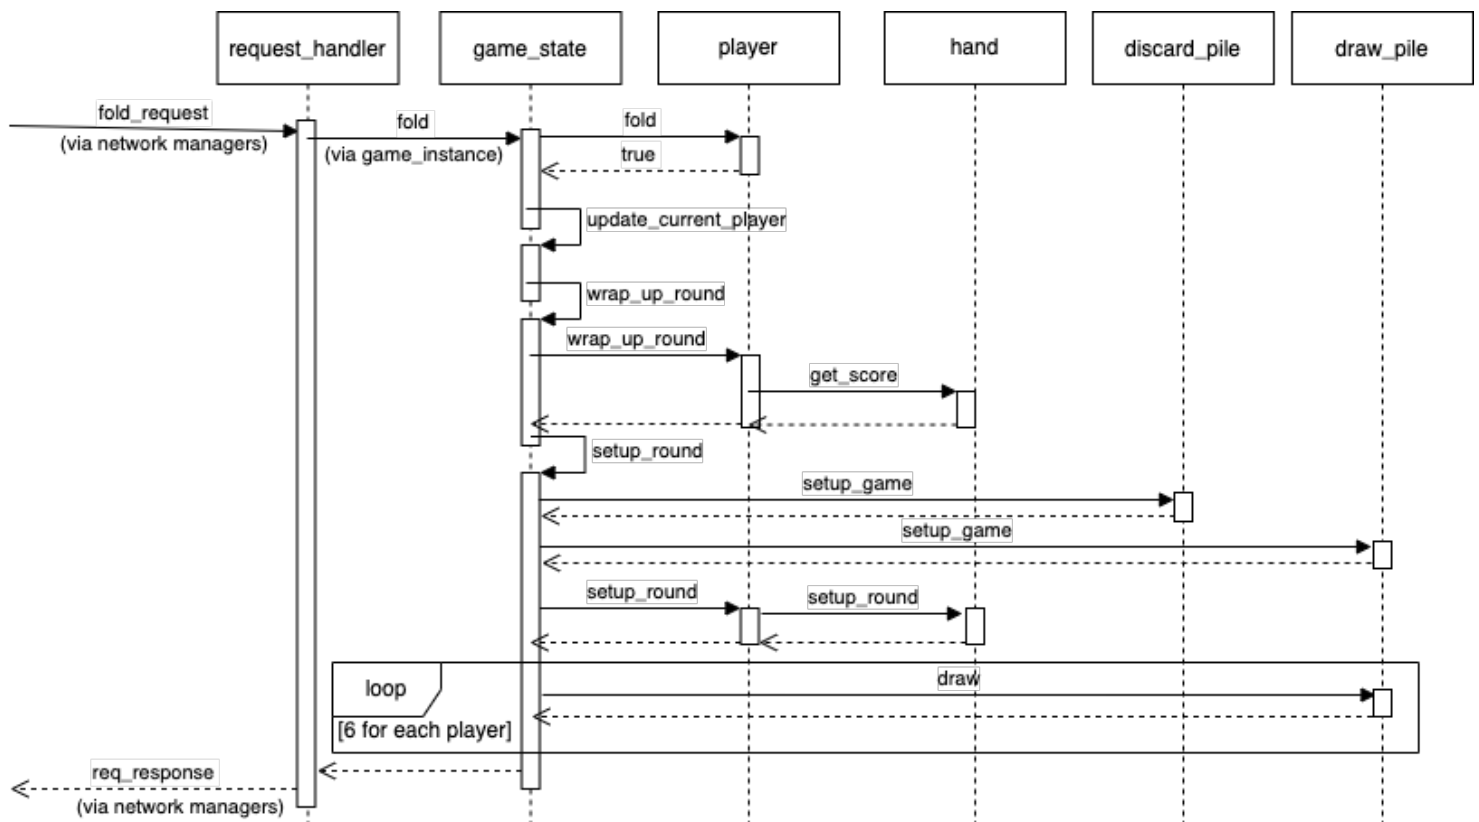 request_handler
game_state
player
hand
discard_pile
draw_pile
fold_request
(via network managers)
fold
(via game_instance)
fold
true
update_current_player
wrap_up_round
wrap_up_round
get_score
setup_round
setup_game
setup_game
setup_round
setup_round
loop
draw
[6 for each player]
req_response
(via network managers)